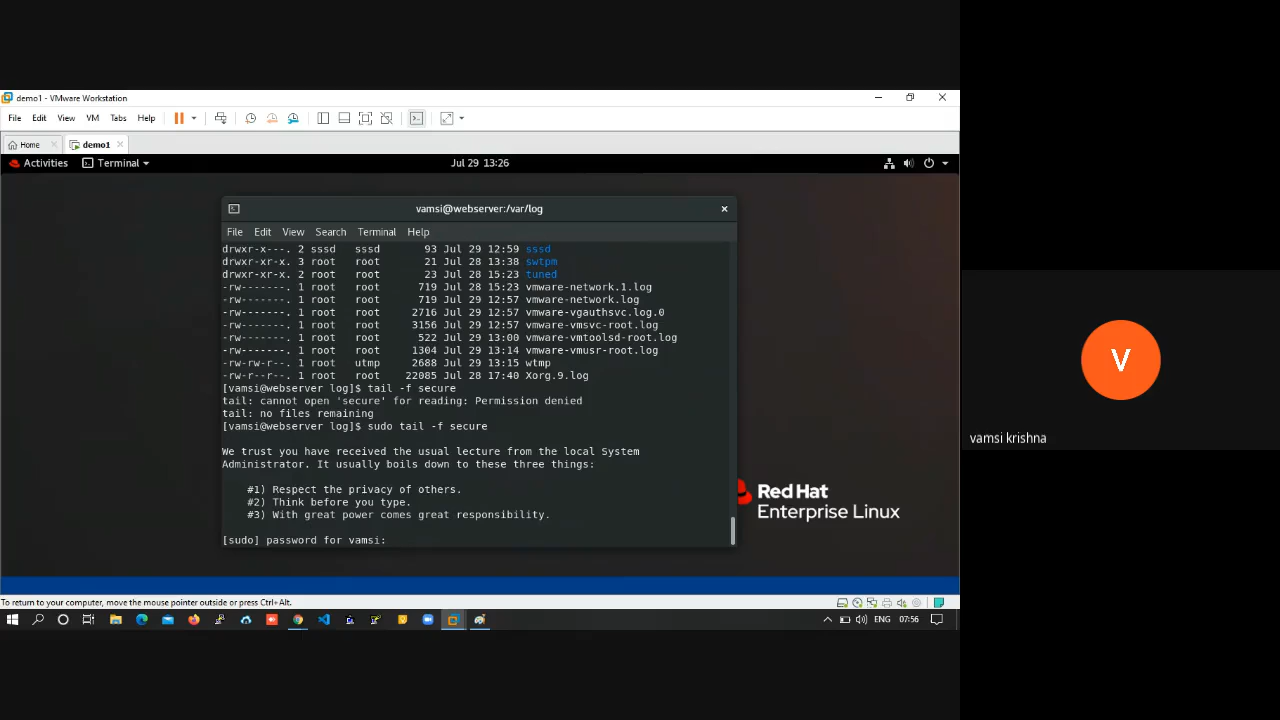 demo1 - VMware Workstation
File Edit View VM Tabs Help
Home demo1
Activities Terminal Jul 29 13:26
vamsi@webserver:/var/log
File Edit View Search Terminal Help
drwxr-x---. 2 sssd   sssd      93 Jul 29 12:59 sssd
drwxr-xr-x. 3 root   root      21 Jul 28 13:38 swtpm
drwxr-xr-x. 2 root   root      23 Jul 28 15:23 tuned
-rw-------. 1 root   root     719 Jul 28 15:23 vmware-network.1.log
-rw-------. 1 root   root     719 Jul 29 12:57 vmware-network.log
-rw-------. 1 root   root    2716 Jul 29 12:57 vmware-vgauthsvc.log.0
-rw-------. 1 root   root    3156 Jul 29 12:57 vmware-vmsvc-root.log
-rw-------. 1 root   root     522 Jul 29 13:00 vmware-vmtoolsd-root.log
-rw-------. 1 root   root    1304 Jul 29 13:14 vmware-vmusr-root.log
-rw-rw-r--. 1 root   utmp    2688 Jul 29 13:15 wtmp
-rw-r--r--. 1 root   root   22085 Jul 28 17:40 Xorg.9.log
[vamsi@webserver log]$ tail -f secure
tail: cannot open 'secure' for reading: Permission denied
tail: no files remaining
[vamsi@webserver log]$ sudo tail -f secure
We trust you have received the usual lecture from the local System
Administrator. It usually boils down to these three things:
#1) Respect the privacy of others.
#2) Think before you type.
#3) With great power comes great responsibility.
[sudo] password for vamsi:
Red Hat
Enterprise Linux
To return to your computer, move the mouse pointer outside or press Ctrl+Alt.
ENG 07:56
V
vamsi krishna